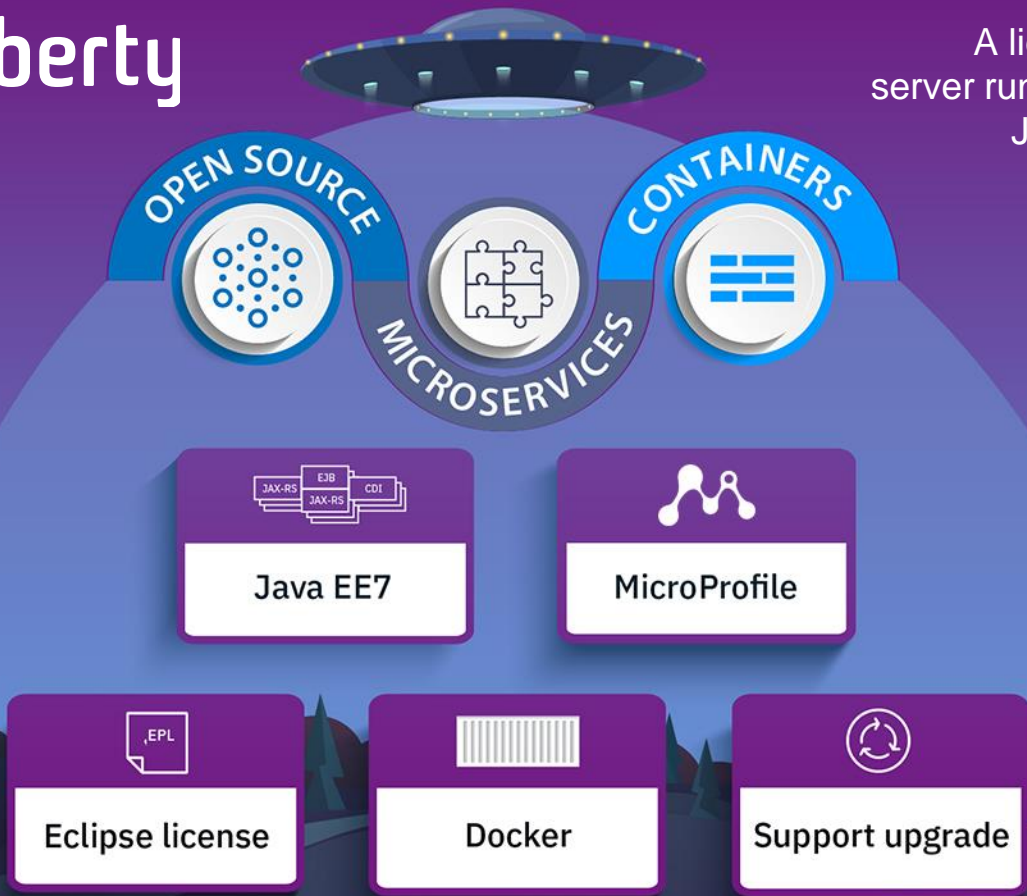 berty
A li
server run
J
OPEN SOURCE
MICROSERVICES
CONTAINERS
JAX-RS
EJB
JAX-RS
CDI
Java EE7
MicroProfile
.EPL
Eclipse license
Docker
Support upgrade